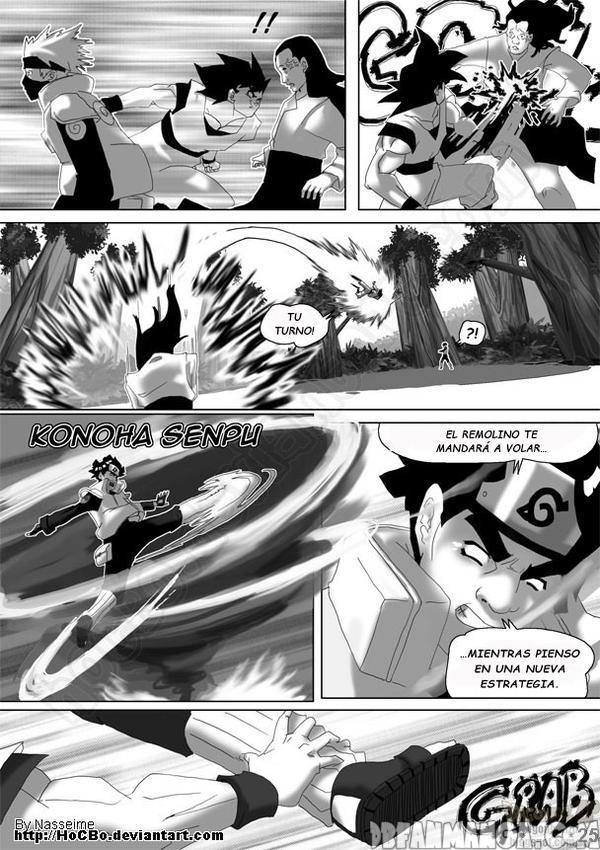 !!
TU
TURNO!
?!
KONOHA SENPU
EL REMOLINO TE
MANDARÁ A VOLAR...
...MIENTRAS PIENSO
EN UNA NUEVA
ESTRATEGIA.
GRAB
By Nasseime
http://HoCBo.deviantart.com
25